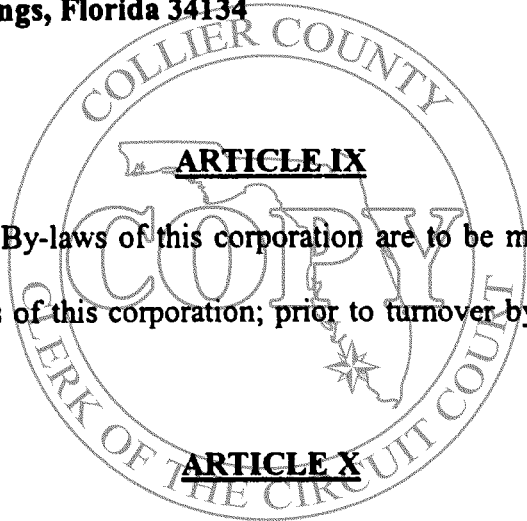 ngs, Florida 34134
COLLIER COUNTY
ARTICLE IX
By-laws of this corporation are to be m
COPY
s of this corporation; prior to turnover by
ARTICLE X
CLERK OF THE CIRCUIT COURT